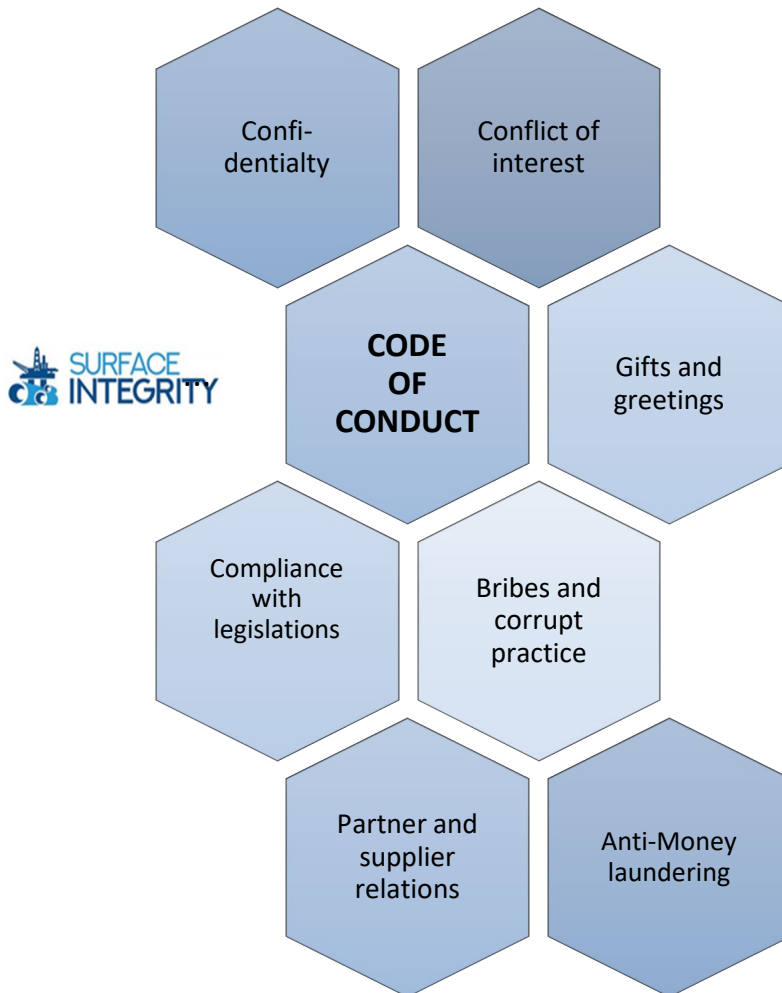 Confi-
dentialty
Conflict of
interest
CODE
OF
CONDUCT
Gifts and
greetings
SURFACE
INTEGRITY
...
Compliance
with
legislations
Bribes and
corrupt
practice
Partner and
supplier
relations
Anti-Money
laundering